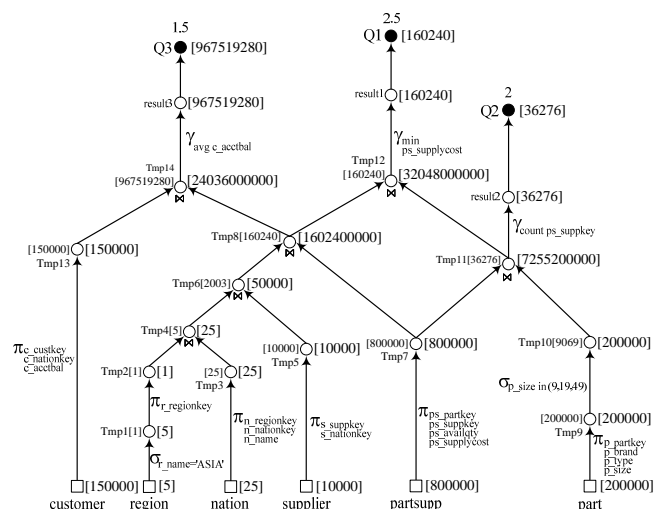 1.5
Q3 [967519280]
2.5
Q1 [160240]
2
Q2 [36276]
result3 [967519280]
result1 [160240]
γavg c_acctbal
γmin
ps_supplycost
Tmp14
[967519280] [24036000000]
⋈
Tmp12
[160240] [32048000000]
⋈
result2 [36276]
γcount ps_suppkey
[150000] [150000]
Tmp13
Tmp8[160240] [1602400000]
⋈
Tmp11[36276] [7255200000]
⋈
Tmp6[2003] [50000]
⋈
Tmp4[5] [25]
⋈
[10000] [10000]
Tmp5
[800000] [800000]
Tmp7
Tmp10[9069] [200000]
πc_custkey
c_nationkey
c_acctbal
Tmp2[1] [1]
[25] [25]
Tmp3
σp_size in (9,19,49)
πr_regionkey
πn_regionkey
n_nationkey
n_name
πs_suppkey
s_nationkey
πps_partkey
ps_suppkey
ps_availqty
ps_supplycost
Tmp1[1] [5]
[200000] [200000]
Tmp9
σr_name='ASIA'
πp_partkey
p_brand
p_type
p_size
[150000] [5] [25] [10000] [800000] [200000]
customer region nation supplier partsupp part